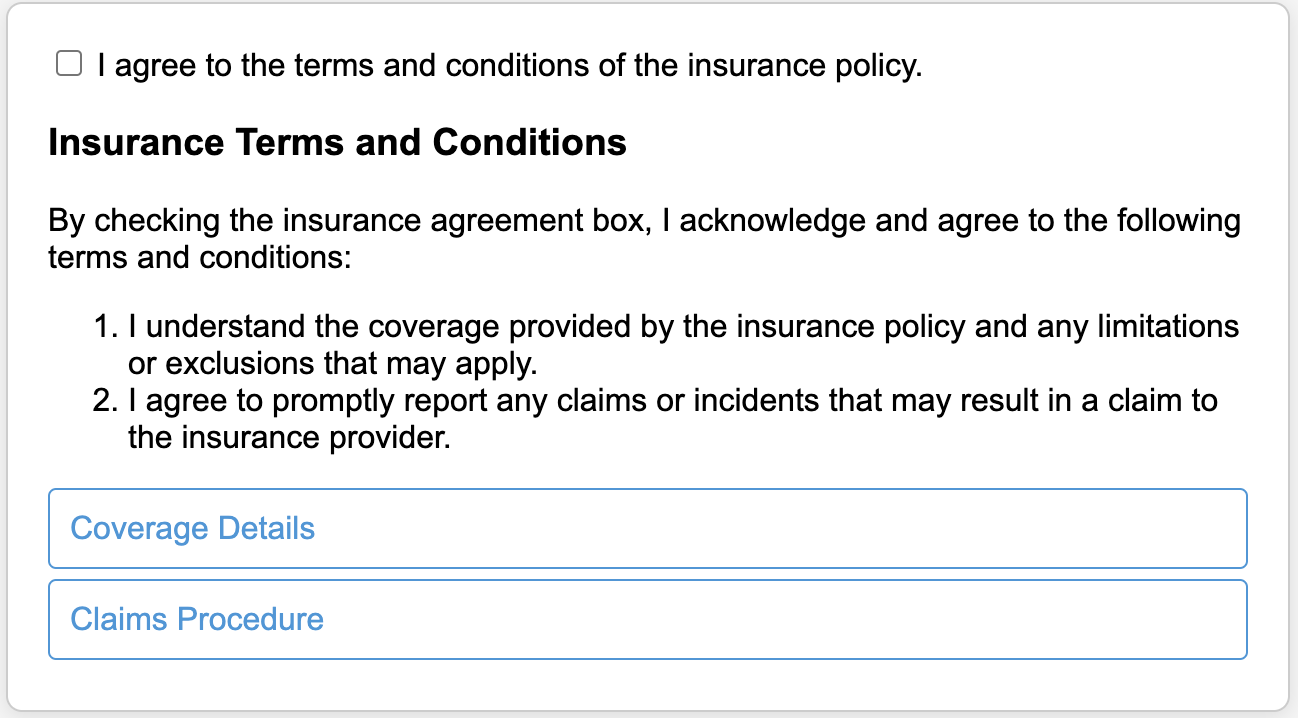 I agree to the terms and conditions of the insurance policy.
Insurance Terms and Conditions
By checking the insurance agreement box, I acknowledge and agree to the following
terms and conditions:
1. I understand the coverage provided by the insurance policy and any limitations
or exclusions that may apply.
2. I agree to promptly report any claims or incidents that may result in a claim to
the insurance provider.
Coverage Details
Claims Procedure